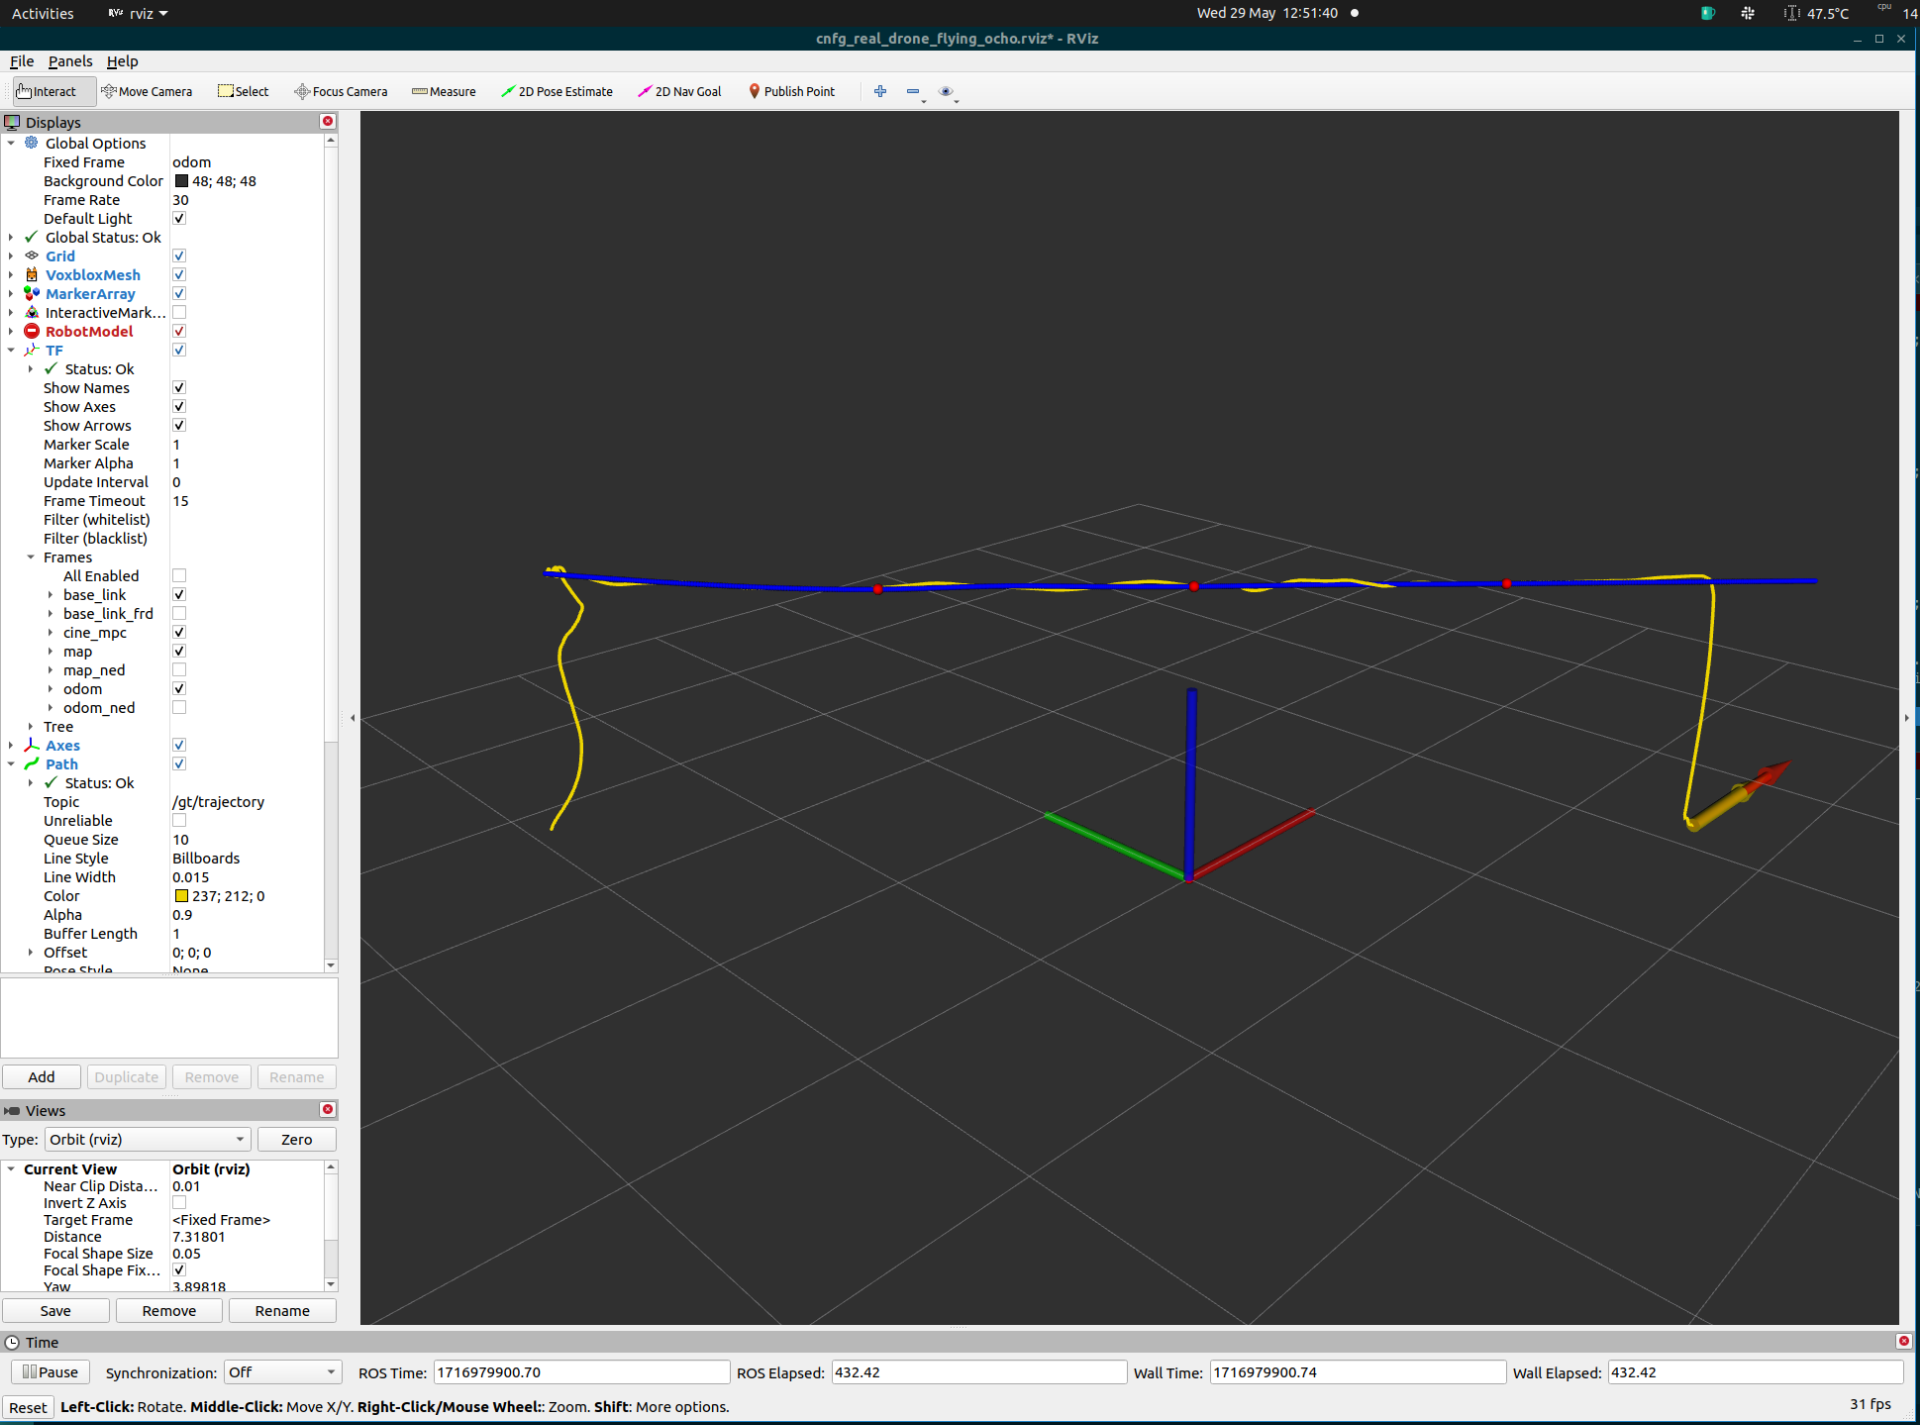 Activities rviz Wed 29 May 12:51:40 47.5°C cpu 14
cnfg_real_drone_flying_ocho.rviz* - RViz
File Panels Help
Interact Move Camera Select Focus Camera Measure 2D Pose Estimate 2D Nav Goal Publish Point
Displays
Global Options
Fixed Frame odom
Background Color 48; 48; 48
Frame Rate 30
Default Light
Global Status: Ok
Grid
VoxbloxMesh
MarkerArray
InteractiveMark...
RobotModel
TF
Status: Ok
Show Names
Show Axes
Show Arrows
Marker Scale 1
Marker Alpha 1
Update Interval 0
Frame Timeout 15
Filter (whitelist)
Filter (blacklist)
Frames
All Enabled
base_link
base_link_frd
cine_mpc
map
map_ned
odom
odom_ned
Tree
Axes
Path
Status: Ok
Topic /gt/trajectory
Unreliable
Queue Size 10
Line Style Billboards
Line Width 0.015
Color 237; 212; 0
Alpha 0.9
Buffer Length 1
Offset 0; 0; 0
Pose Style None
Add Duplicate Remove Rename
Views
Type: Orbit (rviz) Zero
Current View Orbit (rviz)
Near Clip Dista... 0.01
Invert Z Axis
Target Frame <Fixed Frame>
Distance 7.31801
Focal Shape Size 0.05
Focal Shape Fix...
Yaw 3.89818
Save Remove Rename
Time
Pause Synchronization: Off ROS Time: 1716979900.70 ROS Elapsed: 432.42 Wall Time: 1716979900.74 Wall Elapsed: 432.42
Reset Left-Click: Rotate. Middle-Click: Move X/Y. Right-Click/Mouse Wheel:: Zoom. Shift: More options. 31 fps